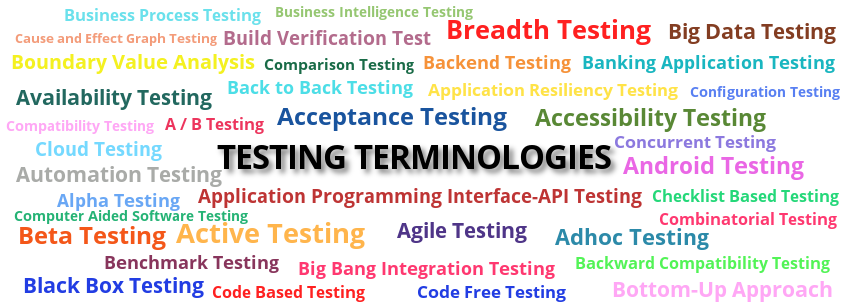 Business Process Testing
Business Intelligence Testing
Cause and Effect Graph Testing
Build Verification Test
Breadth Testing
Big Data Testing
Boundary Value Analysis
Comparison Testing
Backend Testing
Banking Application Testing
Availability Testing
Back to Back Testing
Application Resiliency Testing
Configuration Testing
Compatibility Testing
A / B Testing
Acceptance Testing
Accessibility Testing
Cloud Testing
TESTING TERMINOLOGIES
Concurrent Testing
Automation Testing
Android Testing
Alpha Testing
Application Programming Interface-API Testing
Checklist Based Testing
Computer Aided Software Testing
Combinatorial Testing
Beta Testing
Active Testing
Agile Testing
Adhoc Testing
Benchmark Testing
Big Bang Integration Testing
Backward Compatibility Testing
Black Box Testing
Code Based Testing
Code Free Testing
Bottom-Up Approach